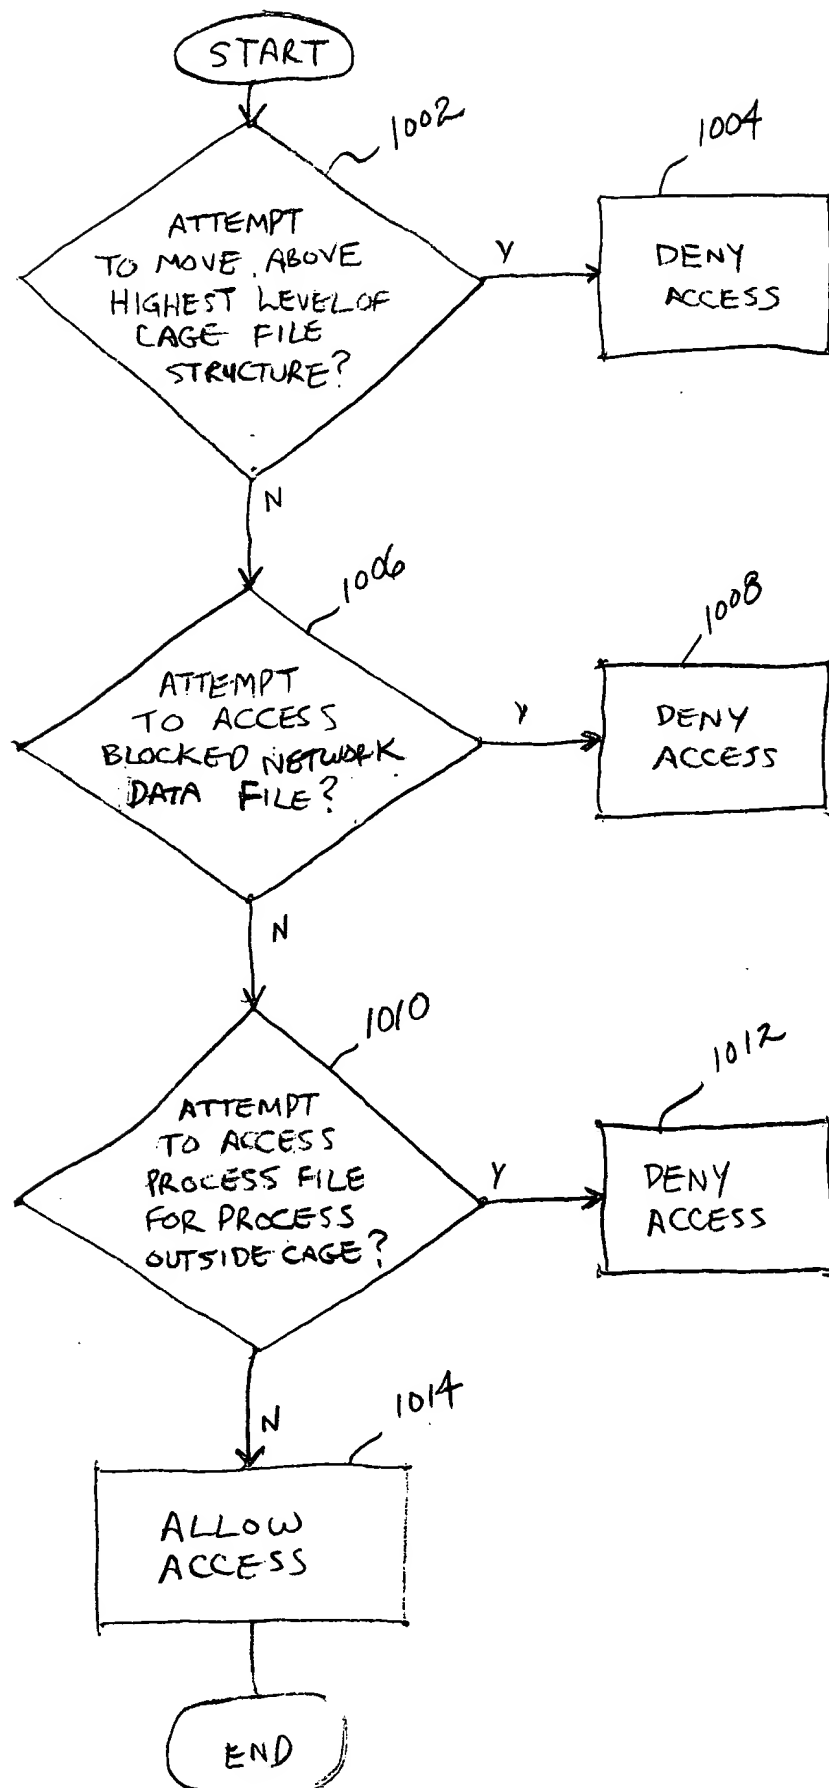 START
1002
1004
ATTEMPT
TO MOVE ABOVE
HIGHEST LEVEL OF
CAGE FILE
STRUCTURE?
Y
DENY
ACCESS
N
1006
1008
ATTEMPT
TO ACCESS
BLOCKED NETWORK
DATA FILE?
Y
DENY
ACCESS
N
1010
1012
ATTEMPT
TO ACCESS
PROCESS FILE
FOR PROCESS
OUTSIDE CAGE?
Y
DENY
ACCESS
N
1014
ALLOW
ACCESS
END